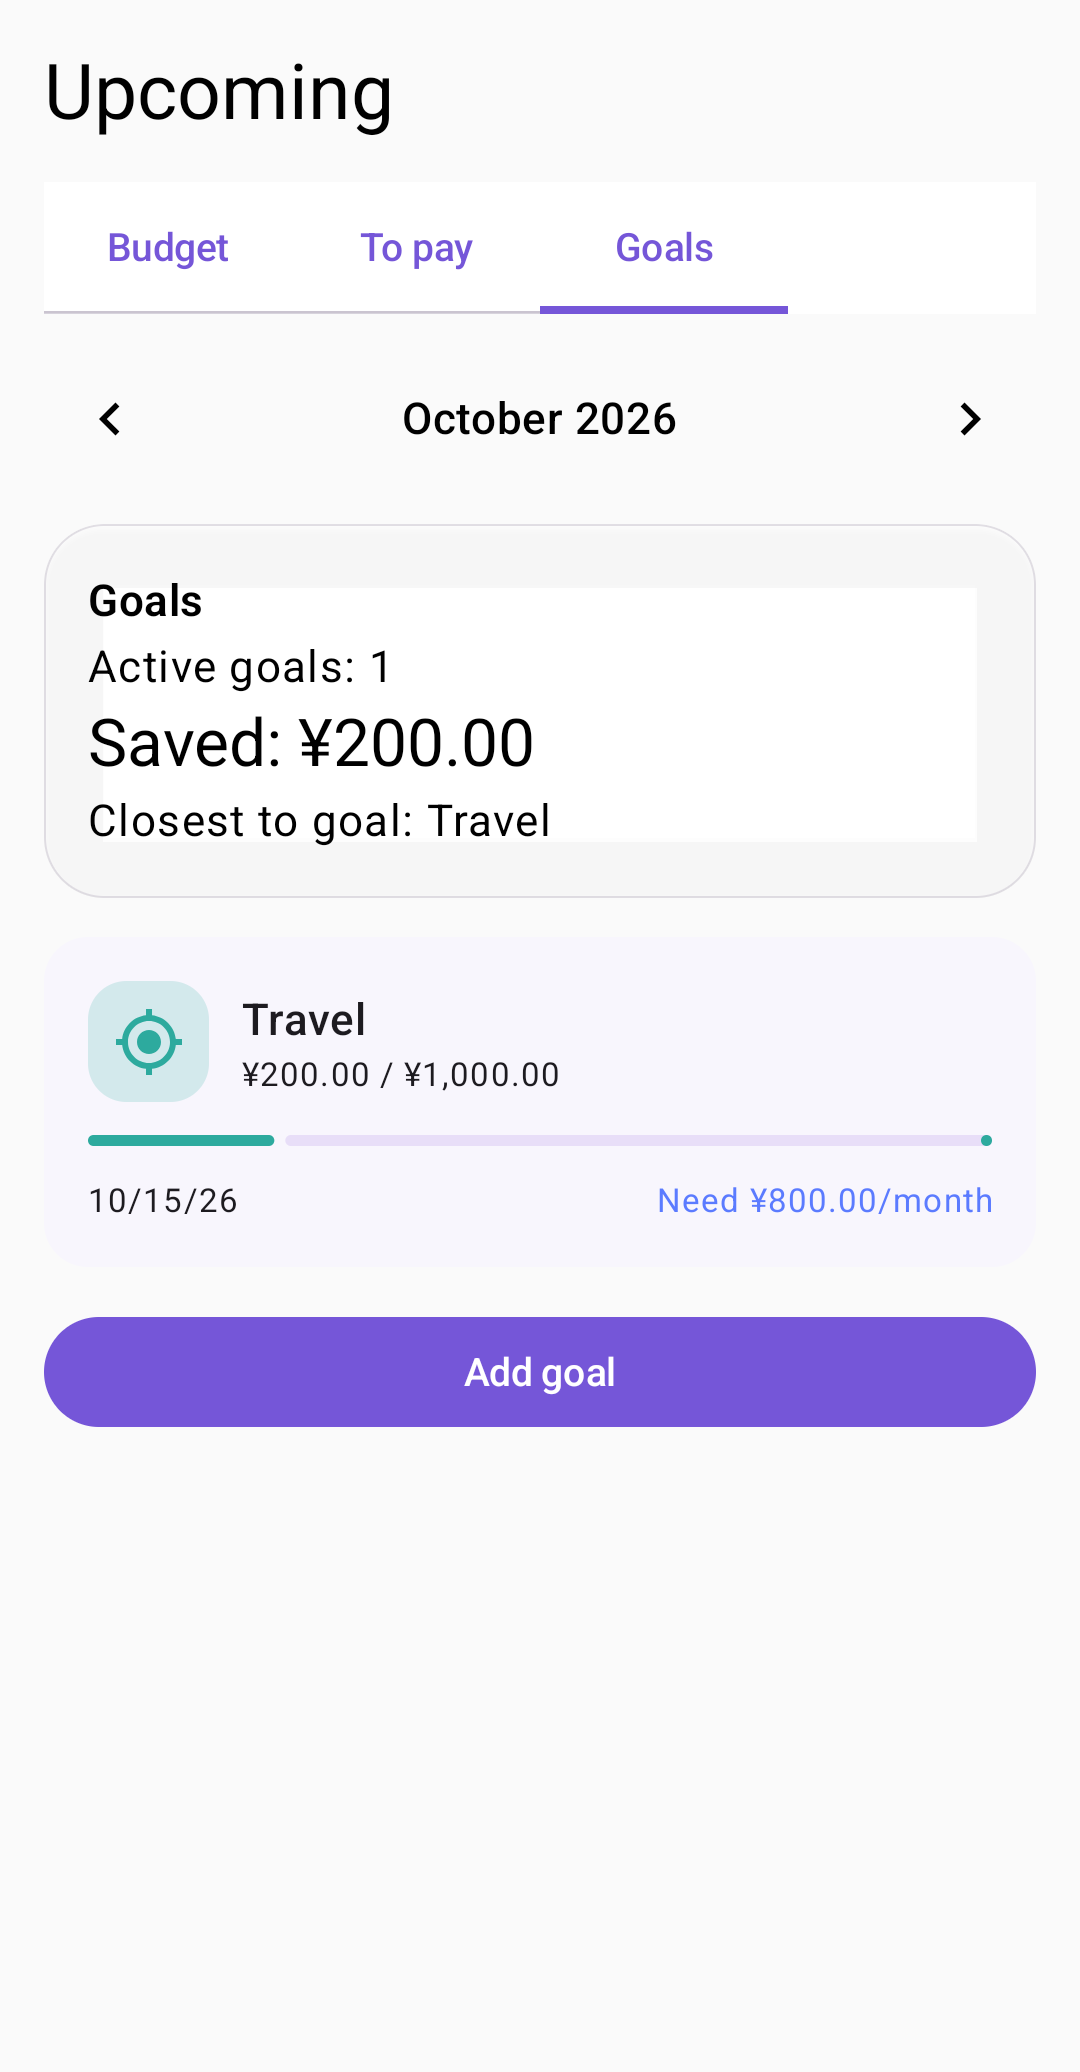 Upcoming
Budget
To pay
Goals
October 2026
Goals
Active goals: 1
Saved: ¥200.00
Closest to goal: Travel
Travel
¥200.00 / ¥1,000.00
10/15/26
Need ¥800.00/month
Add goal